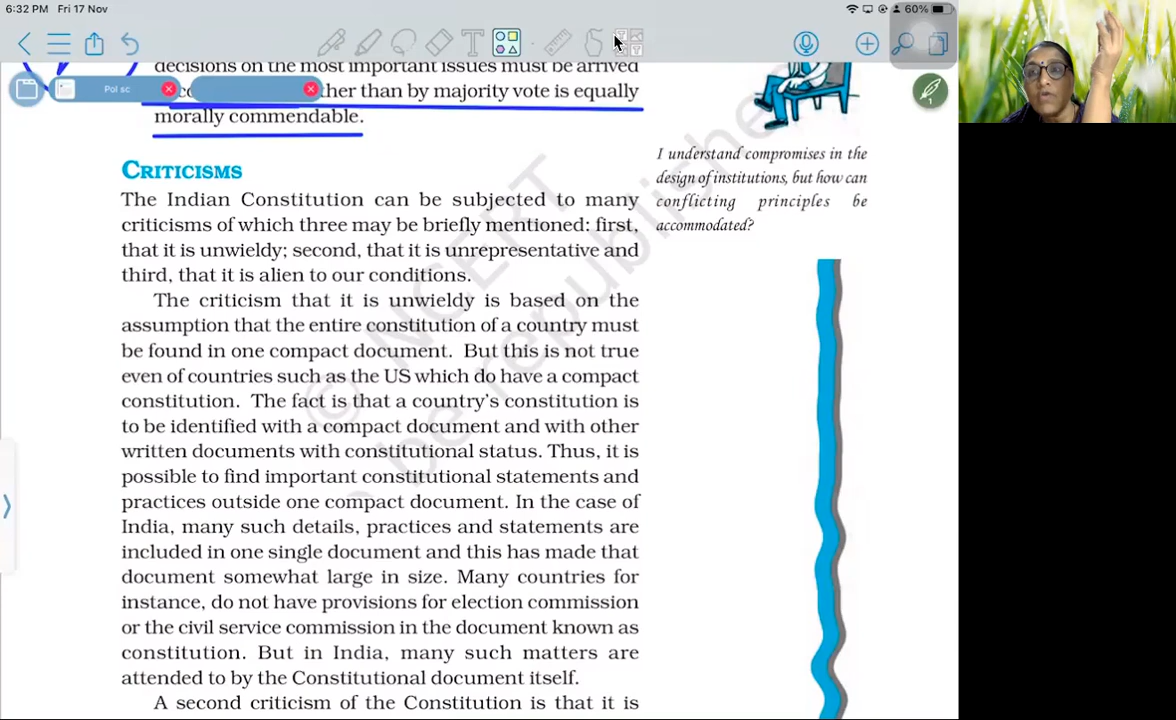 6:32 PM Fri 17 Nov
60%
decisions on the most important issues must be arrived
Pol sc
ther than by majority vote is equally
morally commendable.
1
I understand compromises in the
design of institutions, but how can
conflicting principles be
accommodated?
CRITICISMS
The Indian Constitution can be subjected to many
criticisms of which three may be briefly mentioned: first,
that it is unwieldy; second, that it is unrepresentative and
third, that it is alien to our conditions.
The criticism that it is unwieldy is based on the
assumption that the entire constitution of a country must
be found in one compact document. But this is not true
even of countries such as the US which do have a compact
constitution. The fact is that a country's constitution is
to be identified with a compact document and with other
written documents with constitutional status. Thus, it is
possible to find important constitutional statements and
practices outside one compact document. In the case of
India, many such details, practices and statements are
included in one single document and this has made that
document somewhat large in size. Many countries for
instance, do not have provisions for election commission
or the civil service commission in the document known as
constitution. But in India, many such matters are
attended to by the Constitutional document itself.
A second criticism of the Constitution is that it is
© NCERT
be republished